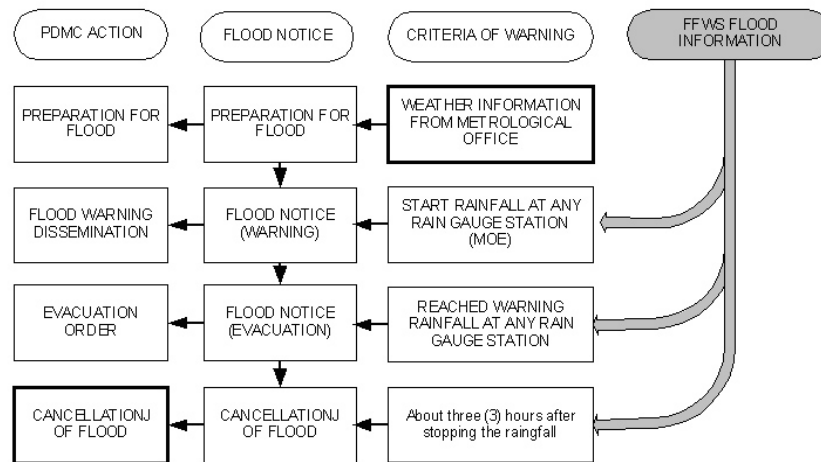 PDMC ACTION
FLOOD NOTICE
CRITERIA OF WARNING
FFWS FLOOD
INFORMATION
PREPARATION FOR
FLOOD
PREPARATION FOR
FLOOD
WEATHER INFORMATION
FROM METROLOGICAL
OFFICE
FLOOD WARNING
DISSEMINATION
FLOOD NOTICE
(WARNING)
START RAINFALL AT ANY
RAIN GAUGE STATION
(MOE)
EVACUATION
ORDER
FLOOD NOTICE
(EVACUATION)
REACHED WARNING
RAINFALL AT ANY RAIN
GAUGE STATION
CANCELLATIONJ
OF FLOOD
CANCELLATIONJ
OF FLOOD
About three (3) hours after
stopping the raingfall